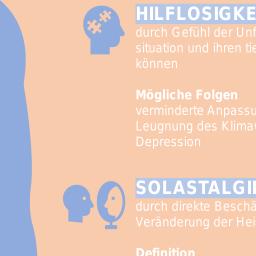 HILFLOSIGKE
durch Gefühl der Unf
situation und ihren tie
können
Mögliche Folgen
verminderte Anpassu
Leugnung des Klimaw
Depression
SOLASTALGI
durch direkte Beschä
Veränderung der Hei
Definition